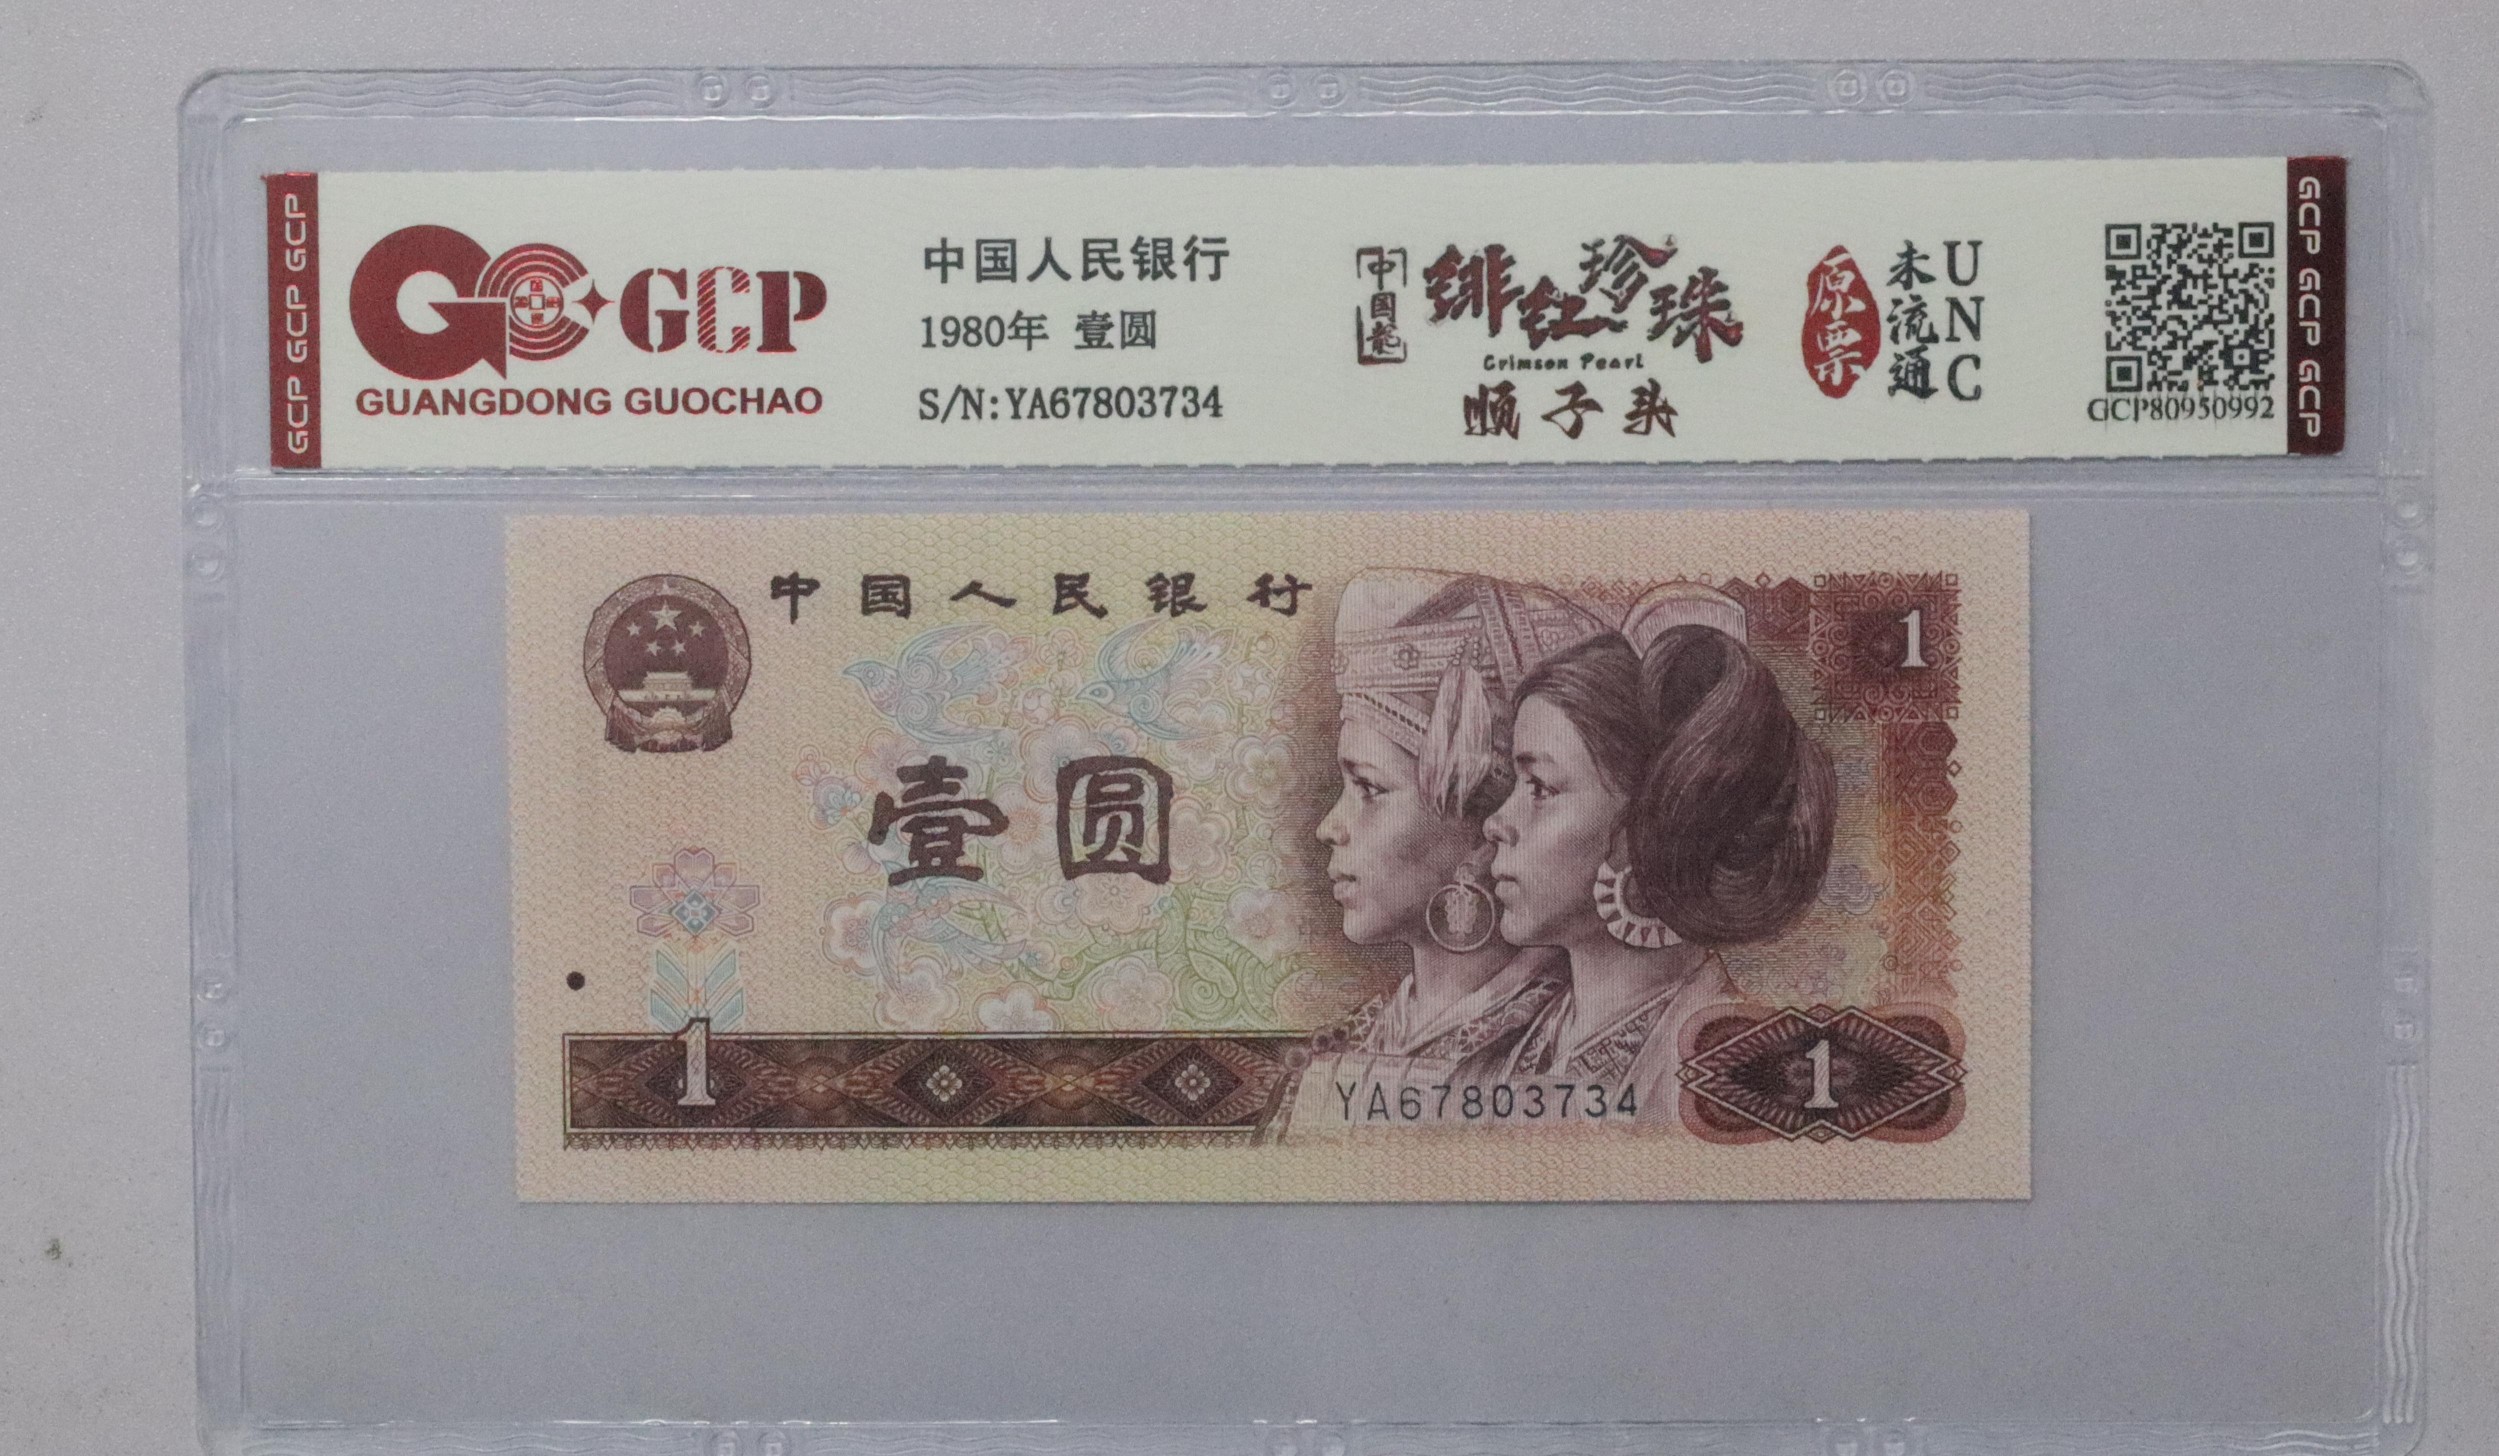 GCP GCP GCP
GCP
GUANGDONG GUOCHAO
中国人民银行
1980年 壹圆
S/N:YA67803734
中国龍
绯红珍珠
Crimson Pearl
顺子号
原票
未流通
UNC
GCP80950992
GCP GCP GCP
中国人民银行
1
壹圆
1
YA67803734
1